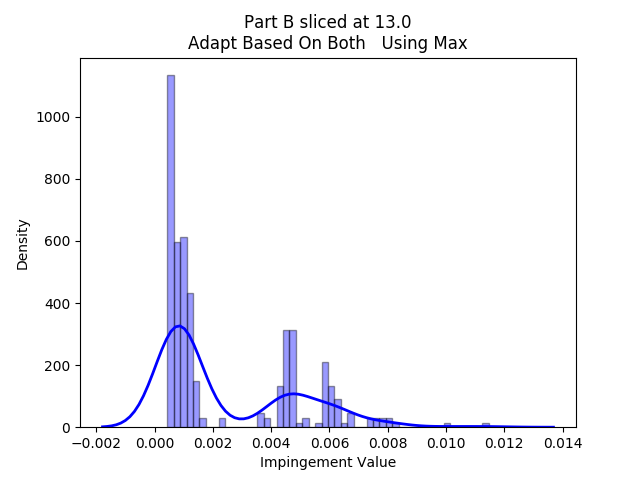 Part B sliced at 13.0
Adapt Based On Both   Using Max
1000
800
600
400
200
0
Density
−0.002 0.000 0.002 0.004 0.006 0.008 0.010 0.012 0.014
Impingement Value